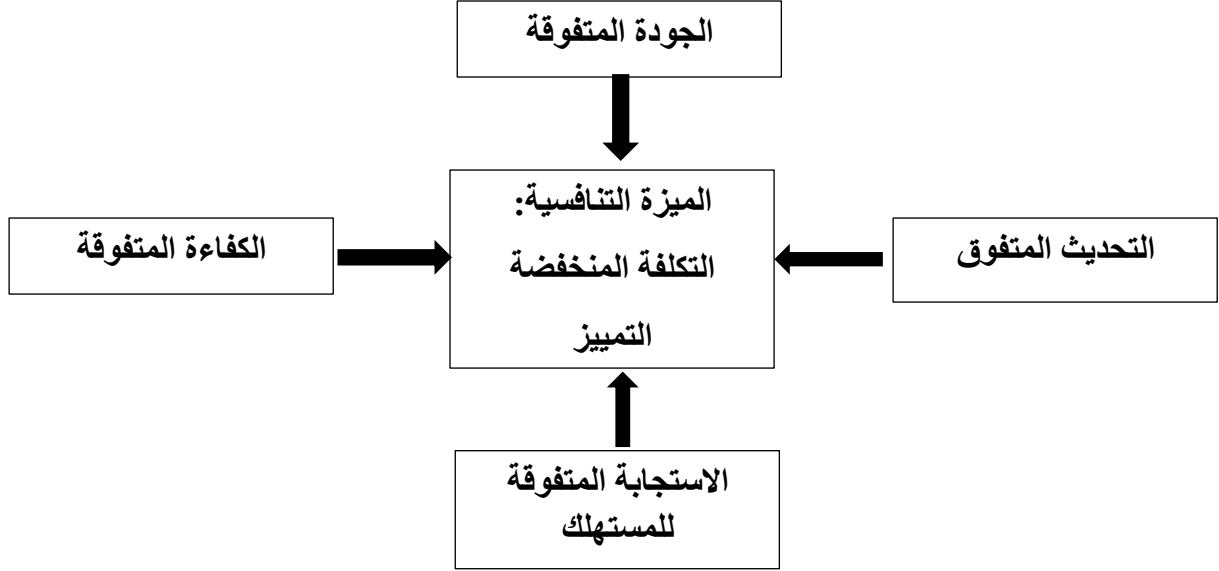 الجودة المتفوقة
الميزة التنافسية:
التكلفة المنخفضة
التمييز
التحديث المتفوق
الكفاءة المتفوقة
الاستجابة المتفوقة
للمستهلك